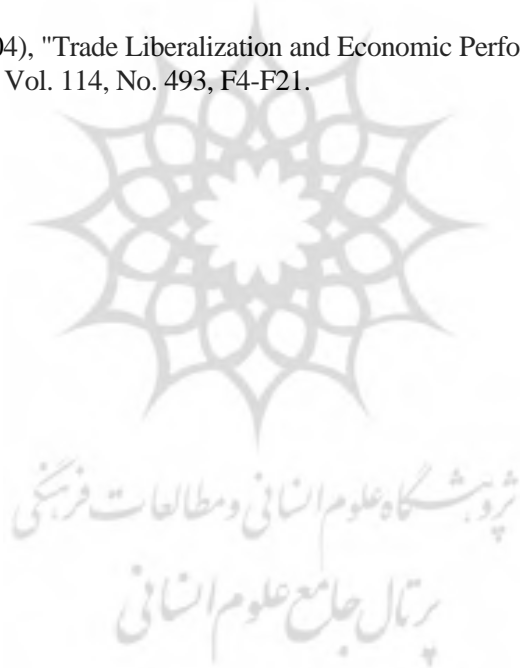 04), "Trade Liberalization and Economic Perfo
Vol. 114, No. 493, F4-F21.
پژوهشگاه علوم انسانی و مطالعات فرهنگی
پرتال جامع علوم انسانی